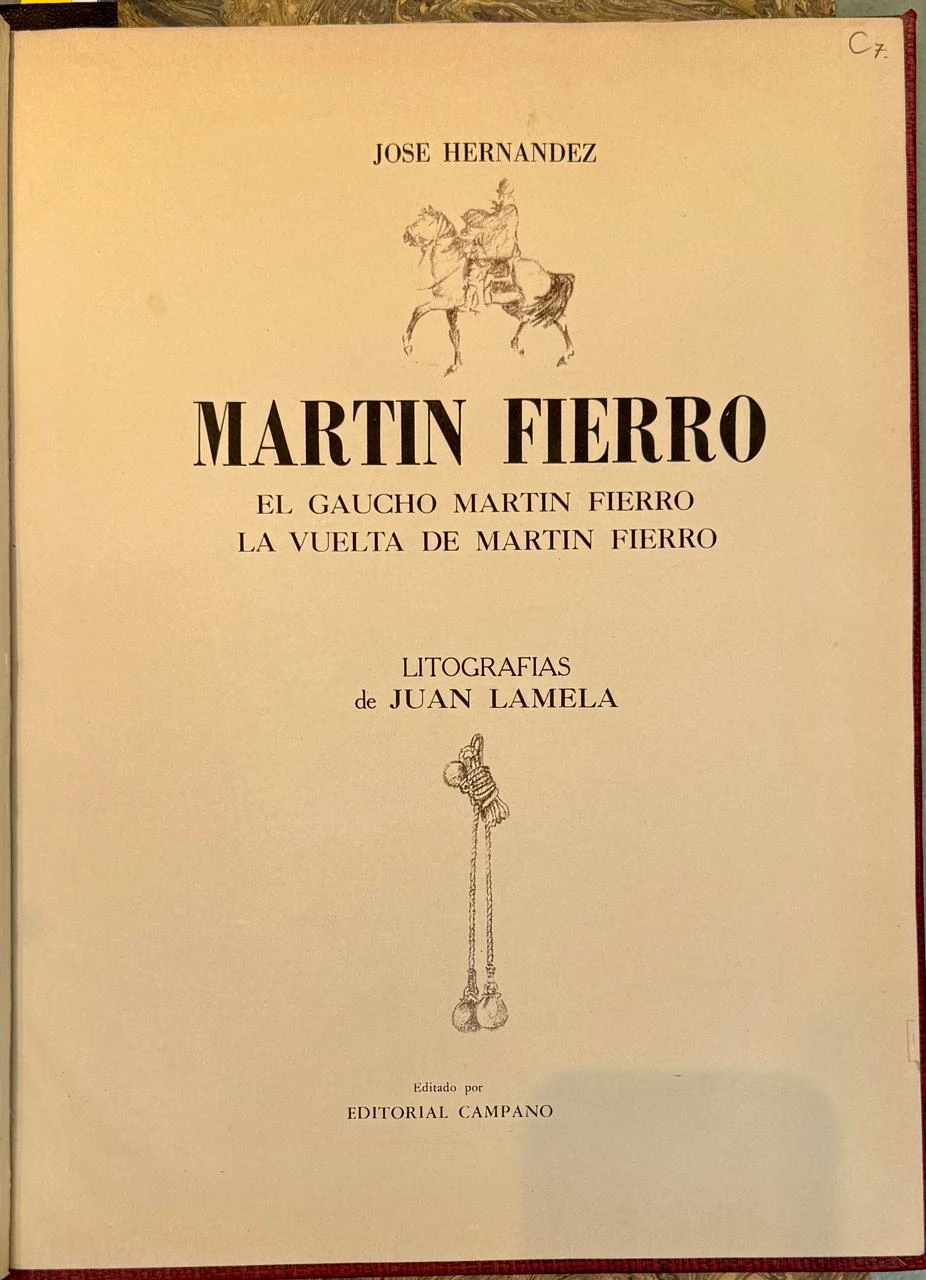 C7.
JOSE HERNANDEZ
MARTIN FIERRO
EL GAUCHO MARTIN FIERRO
LA VUELTA DE MARTIN FIERRO
LITOGRAFIAS
de JUAN LAMELA
Editado por
EDITORIAL CAMPANO